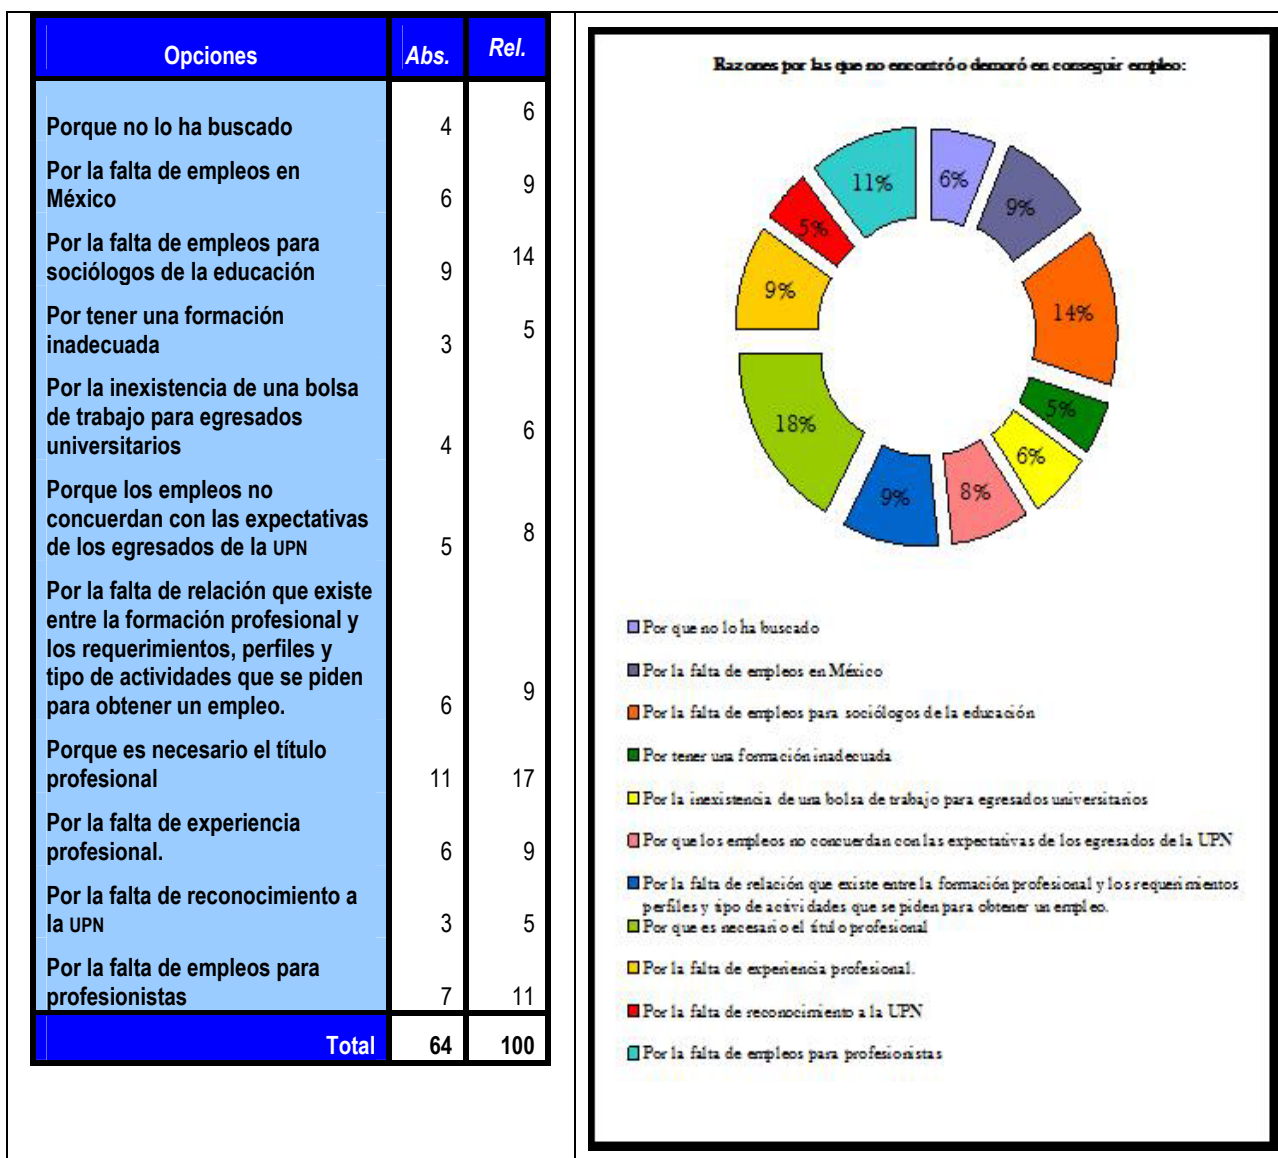 Opciones Abs. Rel.
Porque no lo ha buscado 4 6
Por la falta de empleos en
México 6 9
Por la falta de empleos para
sociólogos de la educación 9 14
Por tener una formación
inadecuada 3 5
Por la inexistencia de una bolsa
de trabajo para egresados
universitarios 4 6
Porque los empleos no
concuerdan con las expectativas
de los egresados de la UPN 5 8
Por la falta de relación que existe
entre la formación profesional y
los requerimientos, perfiles y
tipo de actividades que se piden
para obtener un empleo. 6 9
Porque es necesario el título
profesional 11 17
Por la falta de experiencia
profesional. 6 9
Por la falta de reconocimiento a
la UPN 3 5
Por la falta de empleos para
profesionistas 7 11
Total 64 100
Razones por las que no encontró o demoró en conseguir empleo:
6%
9%
14%
5%
6%
8%
9%
18%
9%
5%
11%
Por que no lo ha buscado
Por la falta de empleos en México
Por la falta de empleos para sociólogos de la educación
Por tener una formación inadecuada
Por la inexistencia de una bolsa de trabajo para egresados universitarios
Por que los empleos no concuerdan con las expectativas de los egresados de la UPN
Por la falta de relación que existe entre la formación profesional y los requerimientos
perfiles y tipo de actividades que se piden para obtener un empleo.
Por que es necesario el título profesional
Por la falta de experiencia profesional.
Por la falta de reconocimiento a la UPN
Por la falta de empleos para profesionistas